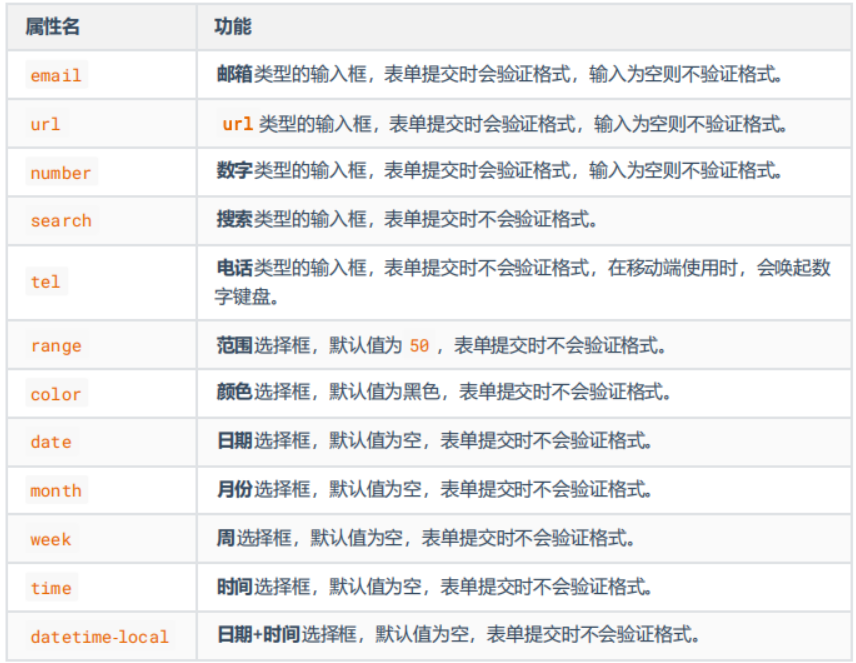 属性名 功能
email 邮箱类型的输入框，表单提交时会验证格式，输入为空则不验证格式。
url url 类型的输入框，表单提交时会验证格式，输入为空则不验证格式。
number 数字类型的输入框，表单提交时会验证格式，输入为空则不验证格式。
search 搜索类型的输入框，表单提交时不会验证格式。
tel 电话类型的输入框，表单提交时不会验证格式，在移动端使用时，会唤起数
字键盘。
range 范围选择框，默认值为 50 ，表单提交时不会验证格式。
color 颜色选择框，默认值为黑色，表单提交时不会验证格式。
date 日期选择框，默认值为空，表单提交时不会验证格式。
month 月份选择框，默认值为空，表单提交时不会验证格式。
week 周选择框，默认值为空，表单提交时不会验证格式。
time 时间选择框，默认值为空，表单提交时不会验证格式。
datetime-local 日期+时间选择框，默认值为空，表单提交时不会验证格式。